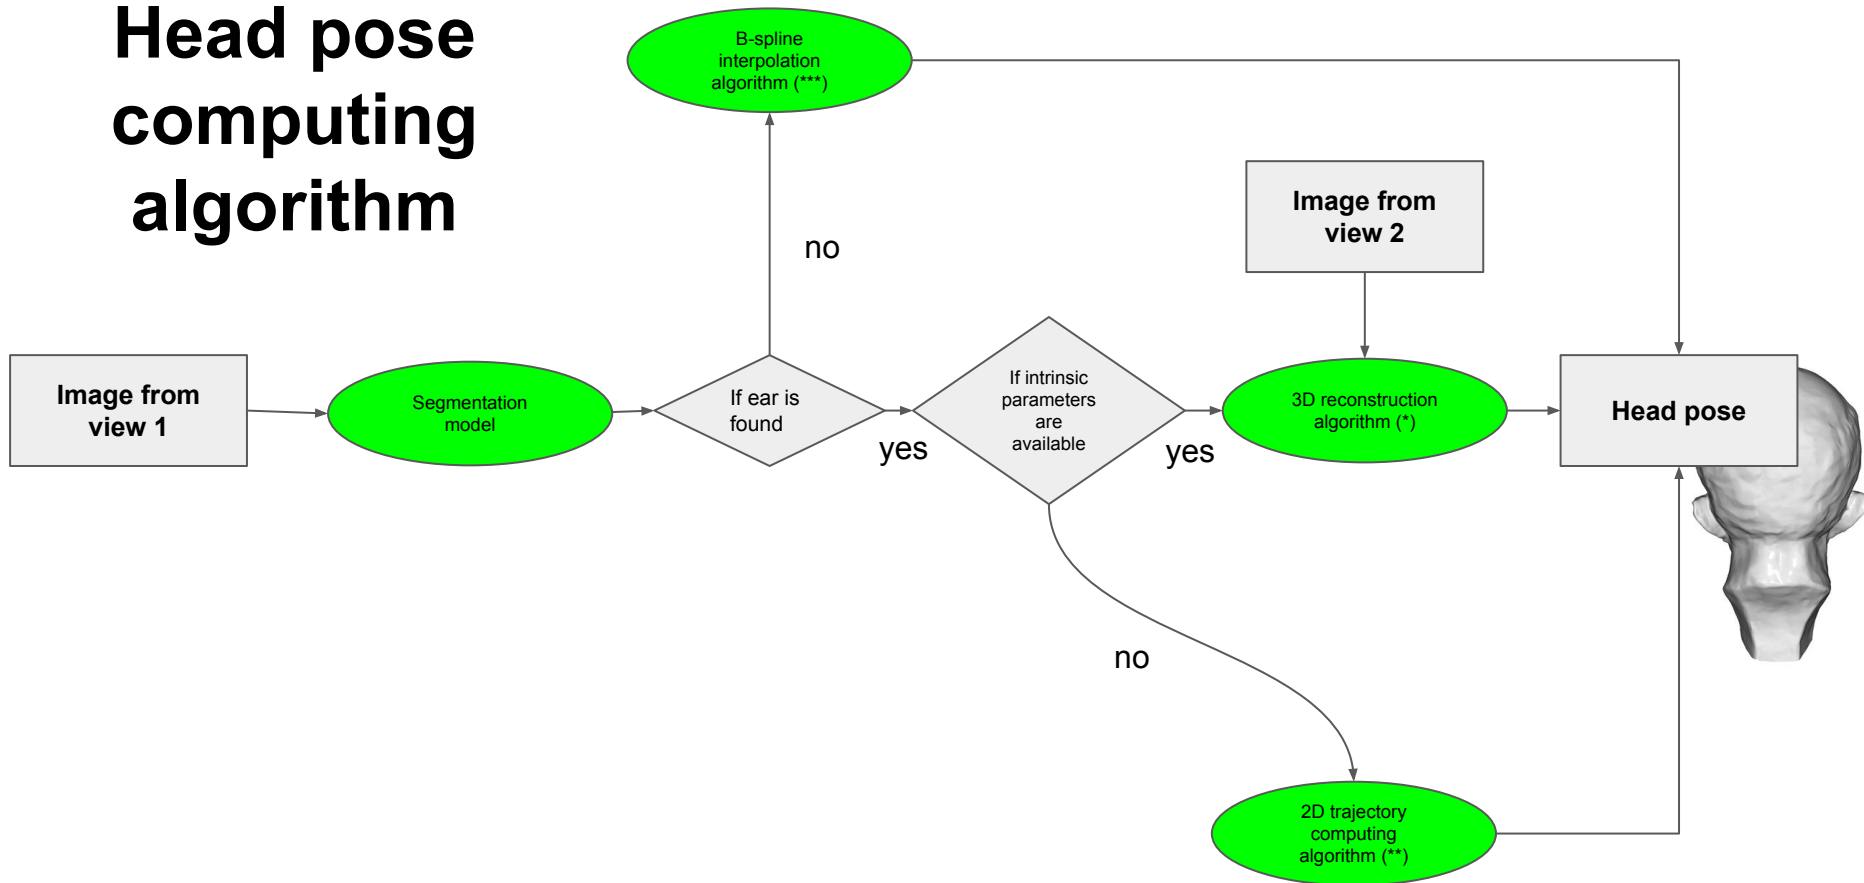 Head pose
computing
algorithm
B-spline
interpolation
algorithm (***)
no
Image from
view 2
Image from
view 1
Segmentation
model
If ear is
found
yes
If intrinsic
parameters
are
available
yes
3D reconstruction
algorithm (*)
Head pose
no
2D trajectory
computing
algorithm (**)